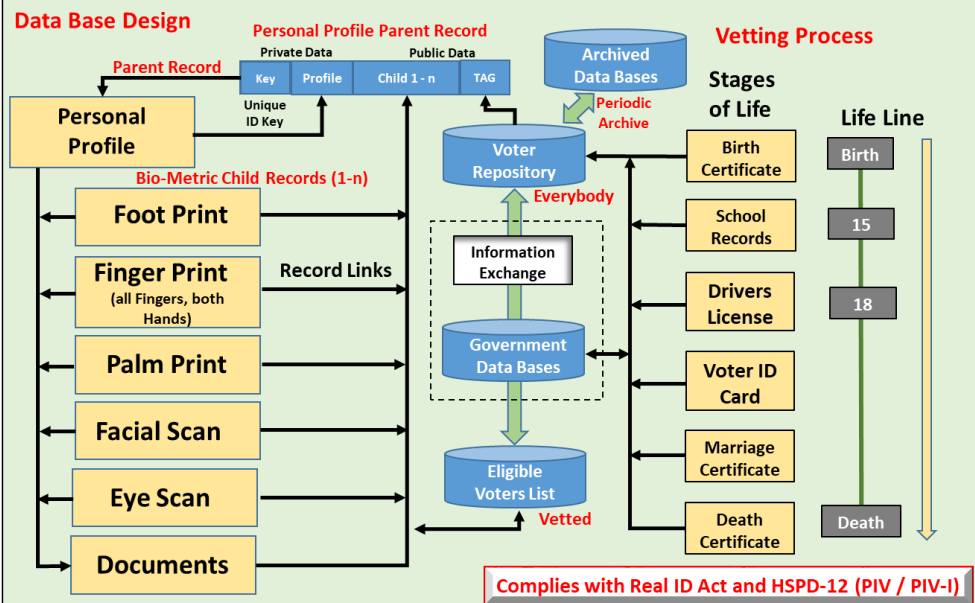 Data Base Design
Personal Profile Parent Record
Vetting Process
Private Data
Public Data
Parent Record
Key
Profile
Child 1 - n
TAG
Unique
ID Key
Personal
Profile
Bio-Metric Child Records (1-n)
Foot Print
Finger Print
(all Fingers, both
Hands)
Record Links
Palm Print
Facial Scan
Eye Scan
Documents
Archived
Data Bases
Periodic
Archive
Voter
Repository
Everybody
Information
Exchange
Government
Data Bases
Eligible
Voters List
Vetted
Stages
of Life
Birth
Certificate
School
Records
Drivers
License
Voter ID
Card
Marriage
Certificate
Death
Certificate
Life Line
Birth
15
18
Death
Complies with Real ID Act and HSPD-12 (PIV / PIV-I)